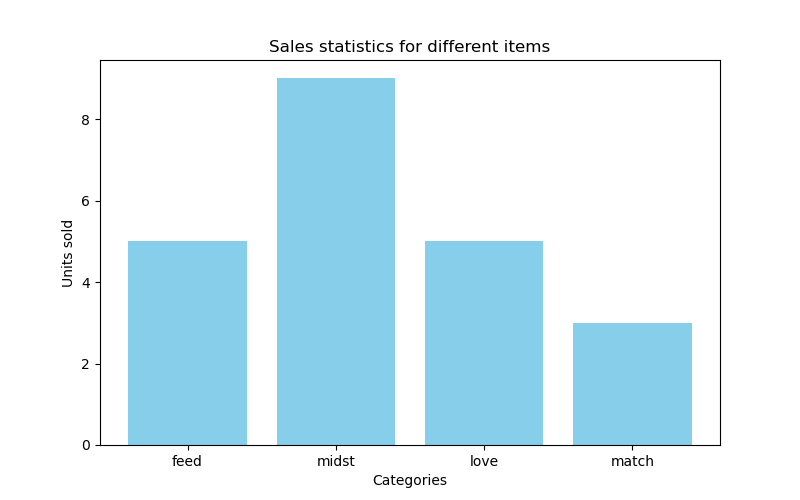 Sales statistics for different items
Units sold
8
6
4
2
0
feed midst love match
Categories